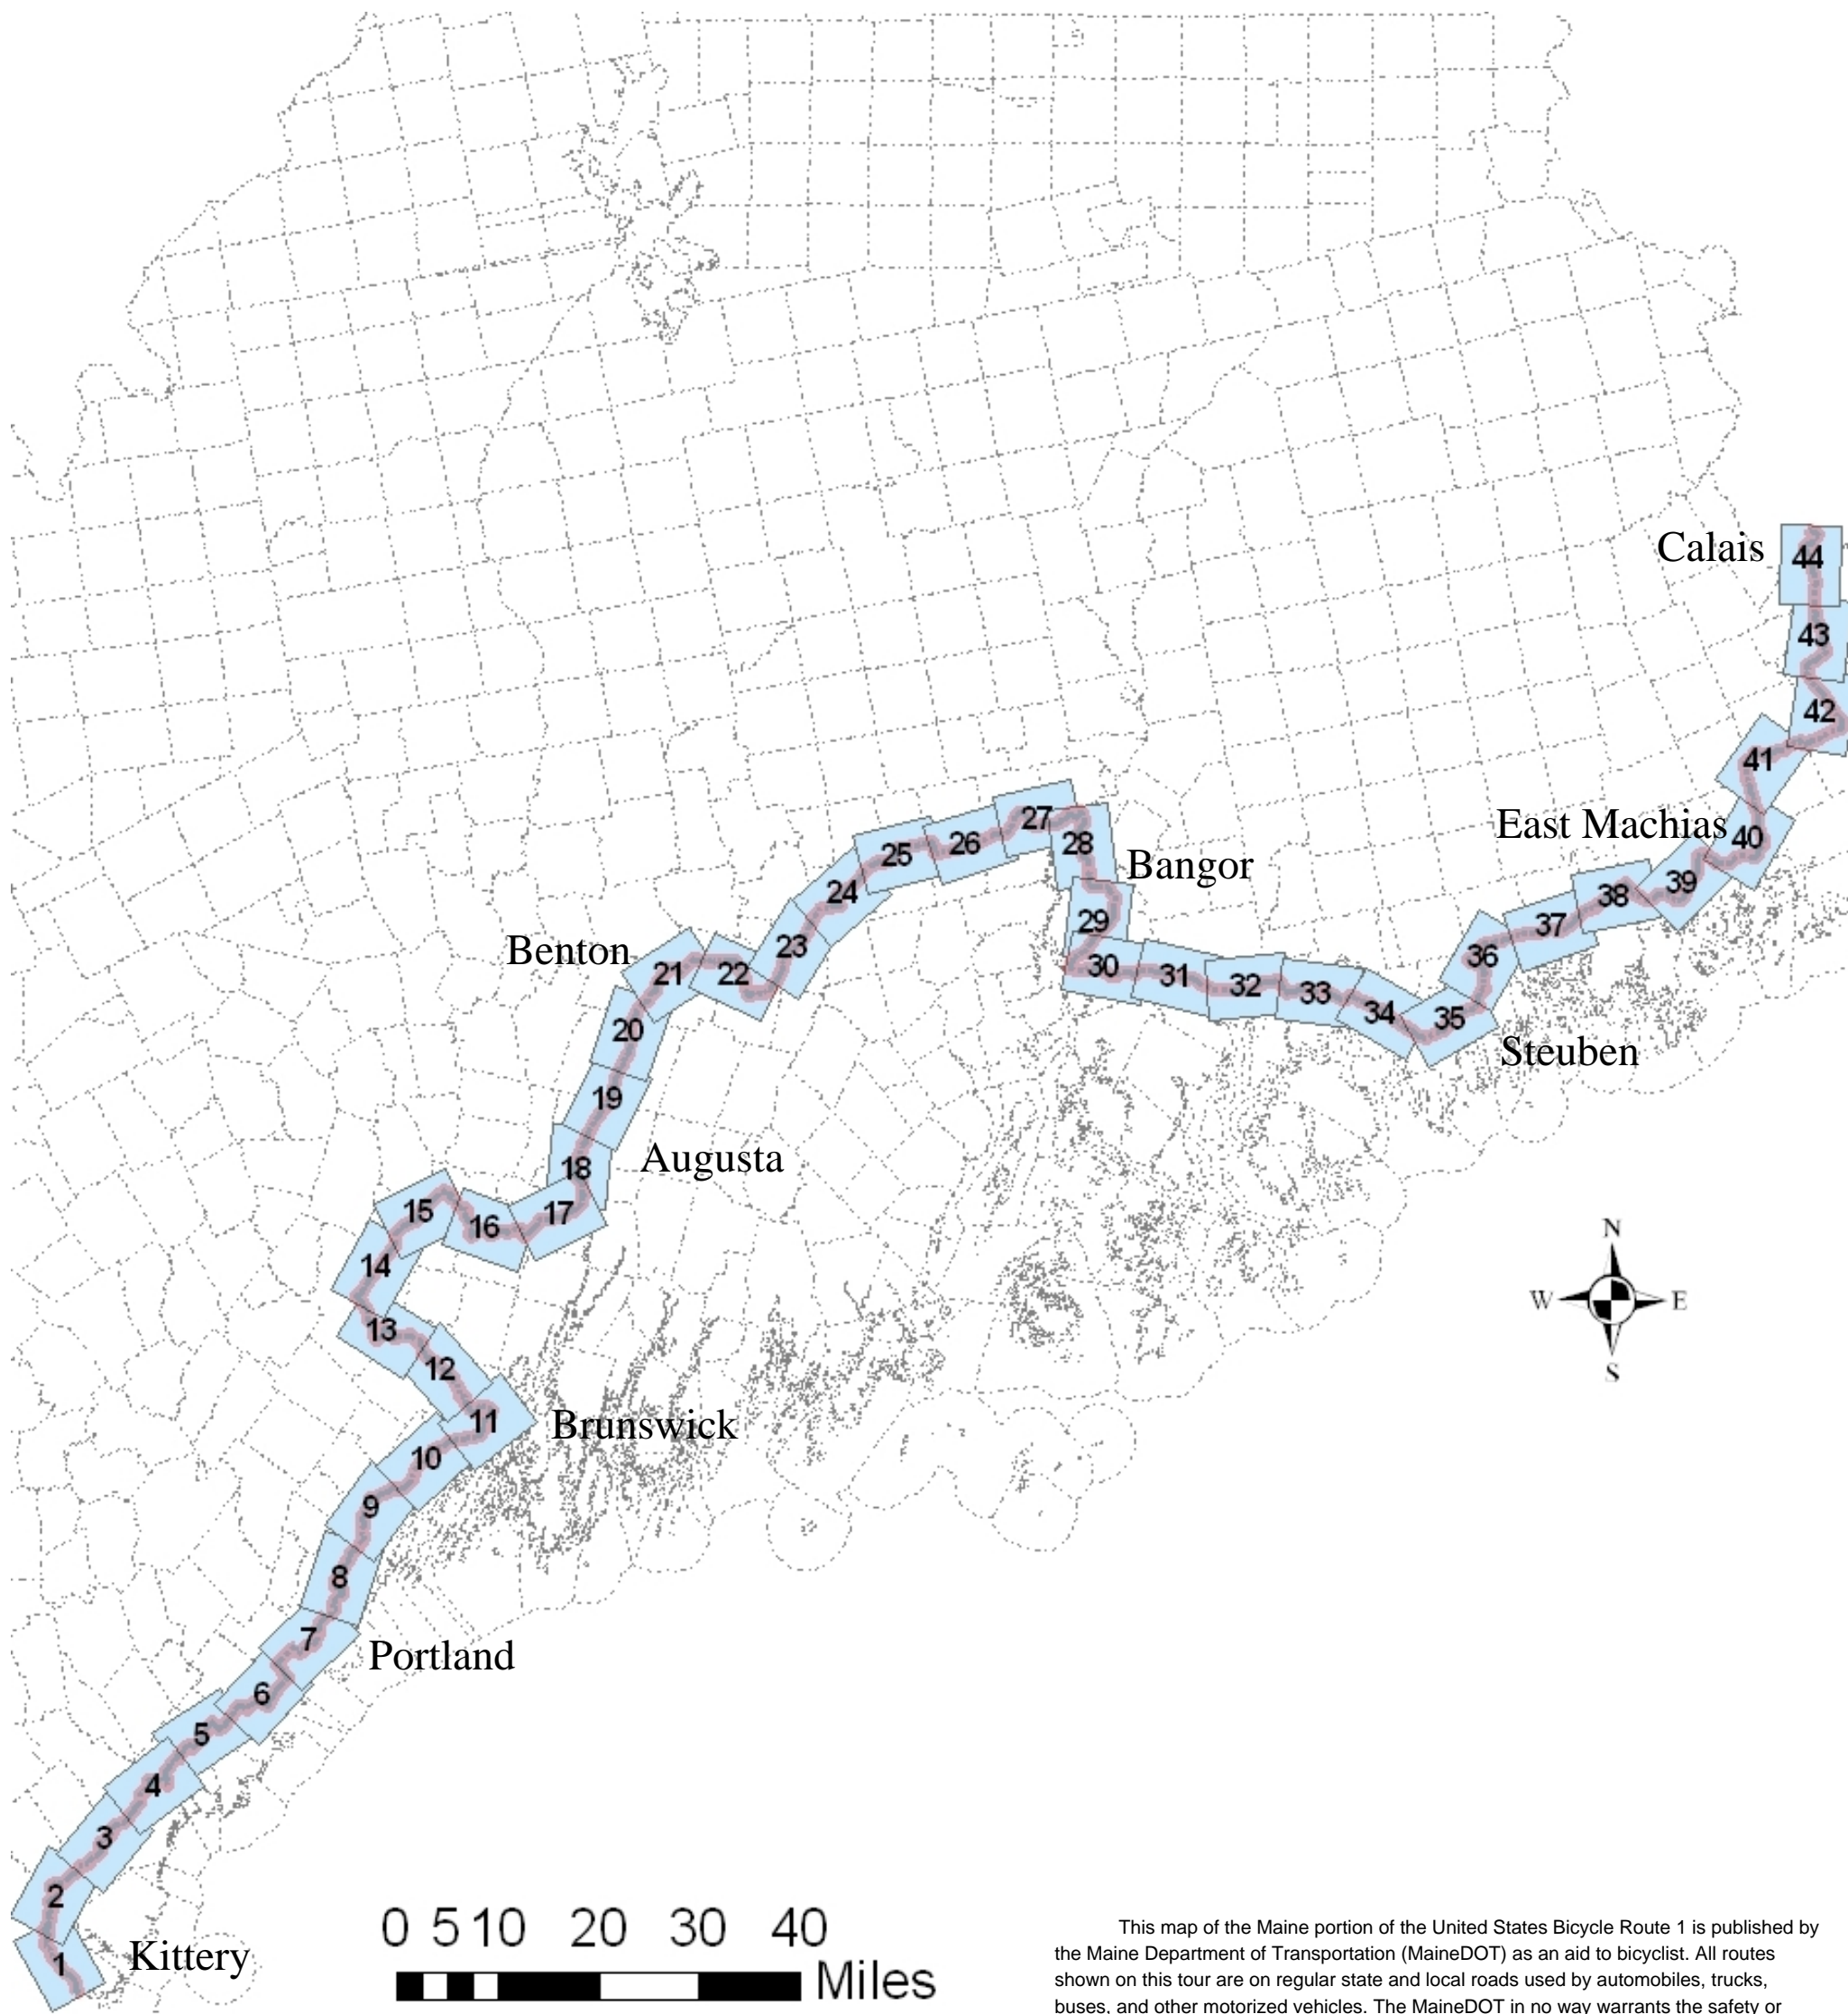 Calais
44
43
42
41
East Machias
40
27
26
25
28
Bangor
24
39
38
29
37
Benton
23
36
21
22
30
31
32
33
34
35
20
Steuben
19
Augusta
18
15
17
16
14
N
W
E
S
13
12
11
Brunswick
10
9
8
7
Portland
6
5
4
3
2
1
Kittery
0 5 10 20 30 40
Miles
This map of the Maine portion of the United States Bicycle Route 1 is published by
the Maine Department of Transportation (MaineDOT) as an aid to bicyclist. All routes
shown on this tour are on regular state and local roads used by automobiles, trucks,
buses, and other motorized vehicles. The MaineDOT in no way warrants the safety or